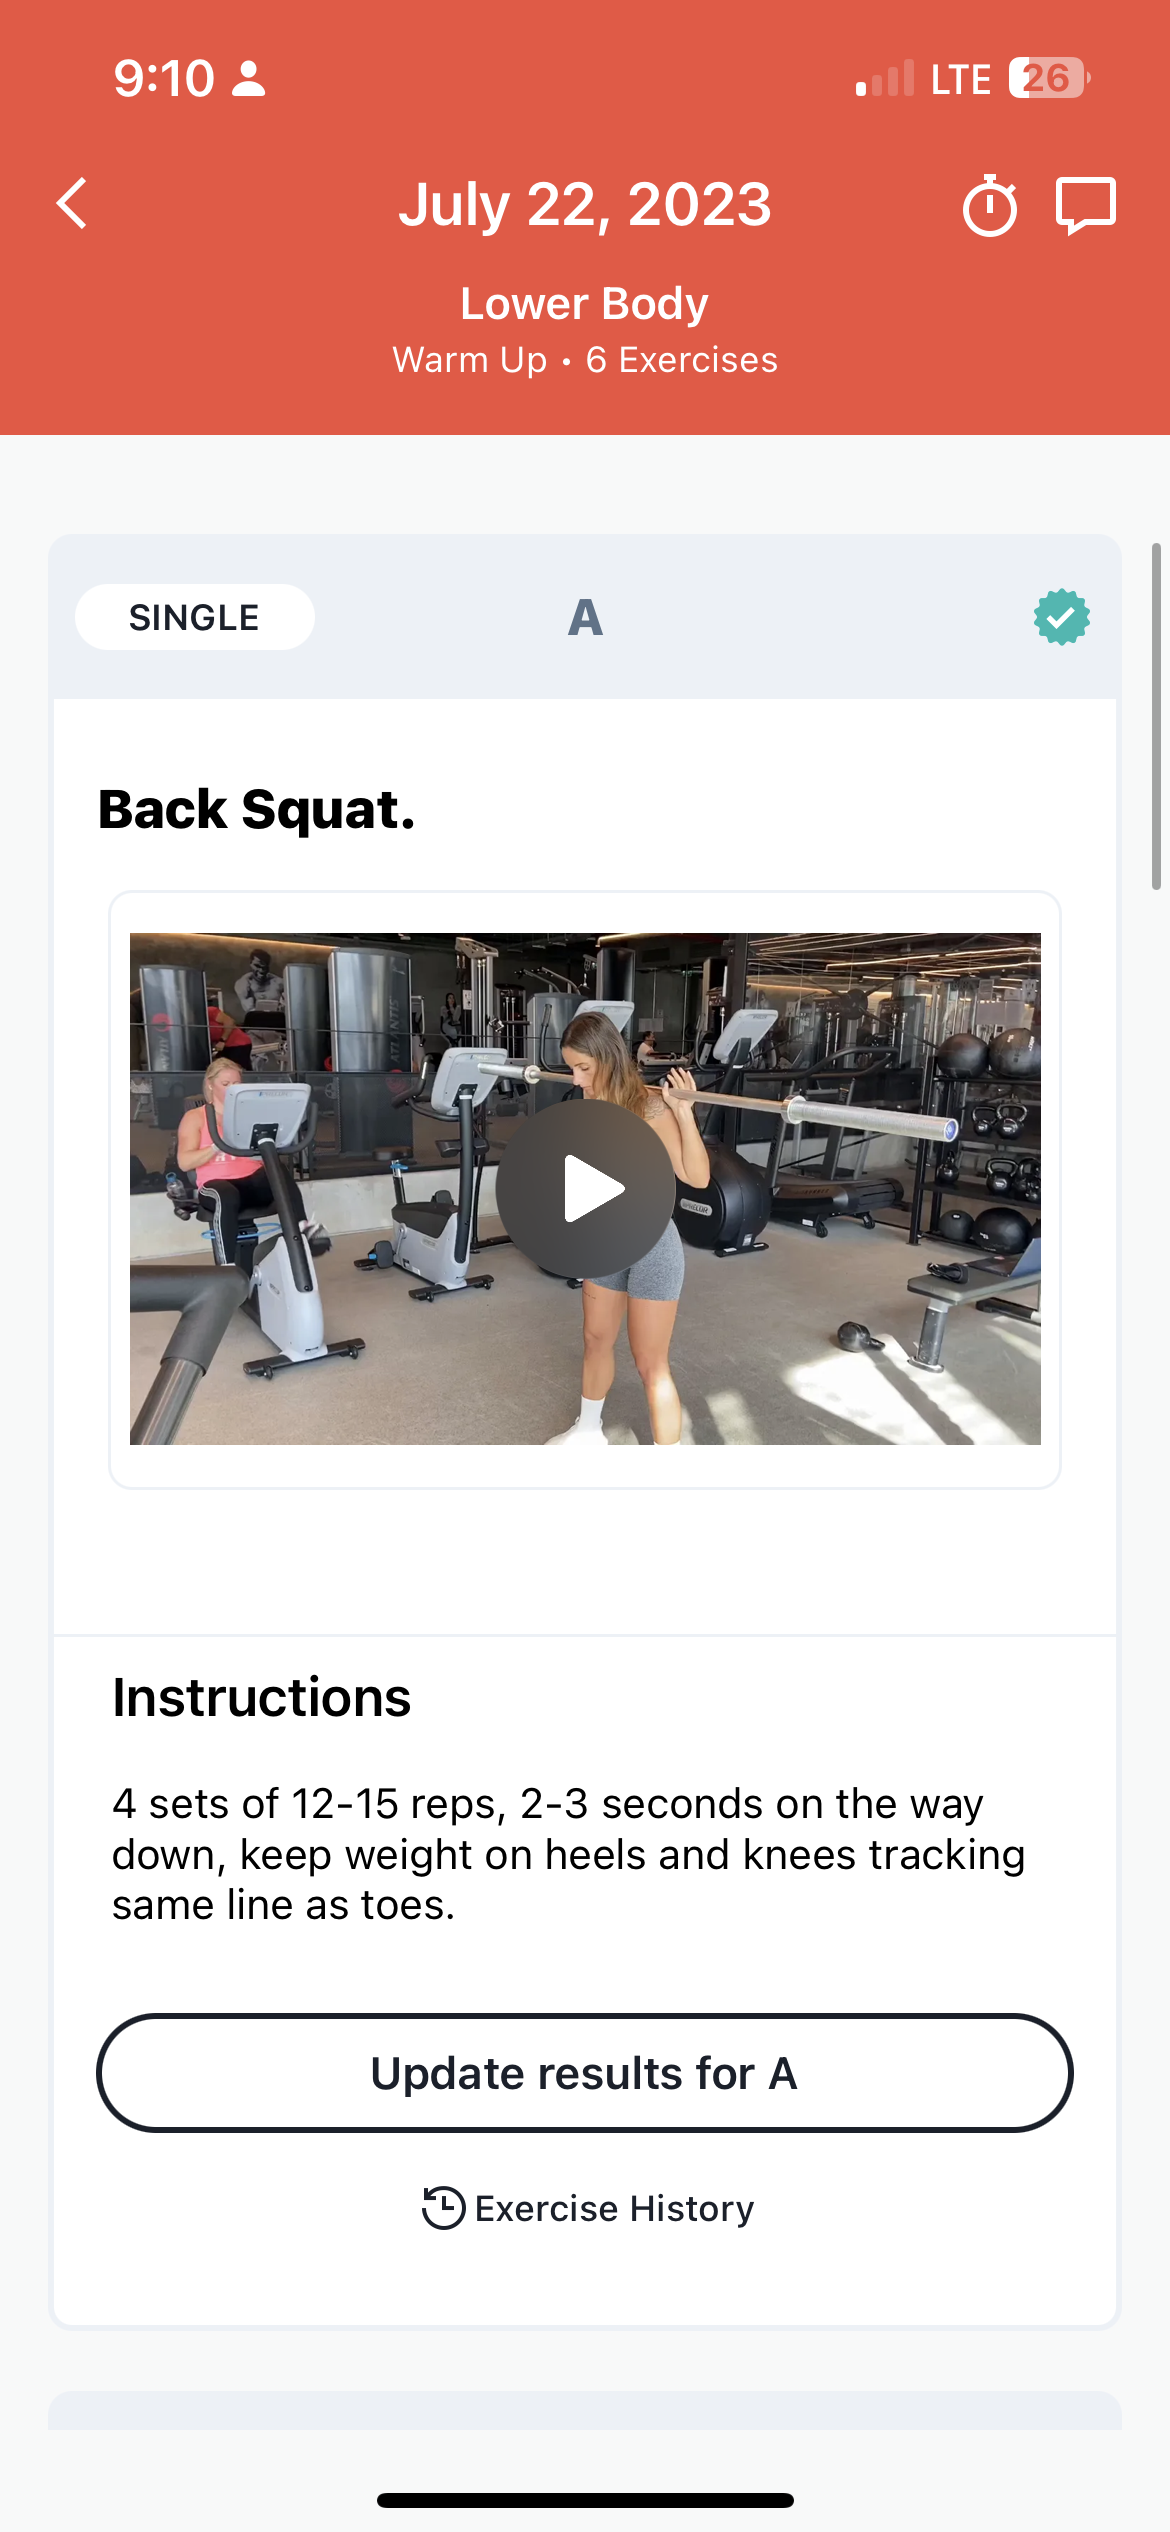 9:10
LTE 26
July 22, 2023
Lower Body
Warm Up • 6 Exercises
SINGLE
A
Back Squat.
ATLANTIS
Instructions
4 sets of 12-15 reps, 2-3 seconds on the way
down, keep weight on heels and knees tracking
same line as toes.
Update results for A
Exercise History